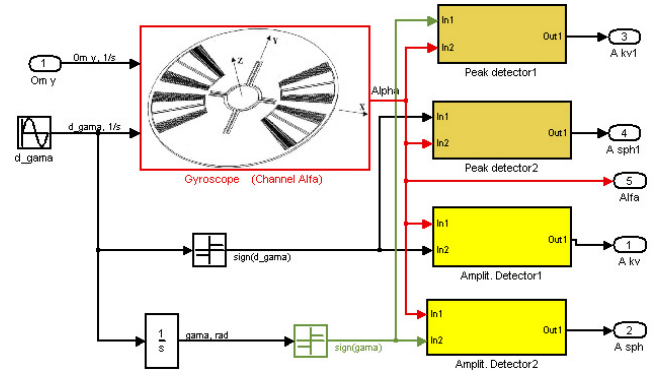 In1
Out1
In2
3
A kv1
Peak detector1
1
Om y
Om y, 1/s
Y
Z
X
Alpha
d_gama
d_gama, 1/s
Gyroscope (Channel Alfa)
In1
Out1
In2
4
A sph1
Peak detector2
5
Alfa
In1
Out1
In2
1
A kv
Amplit. Detector1
sign(d_gama)
1
s
gama, rad
sign(gama)
In1
Out1
In2
2
A sph
Amplit. Detector2